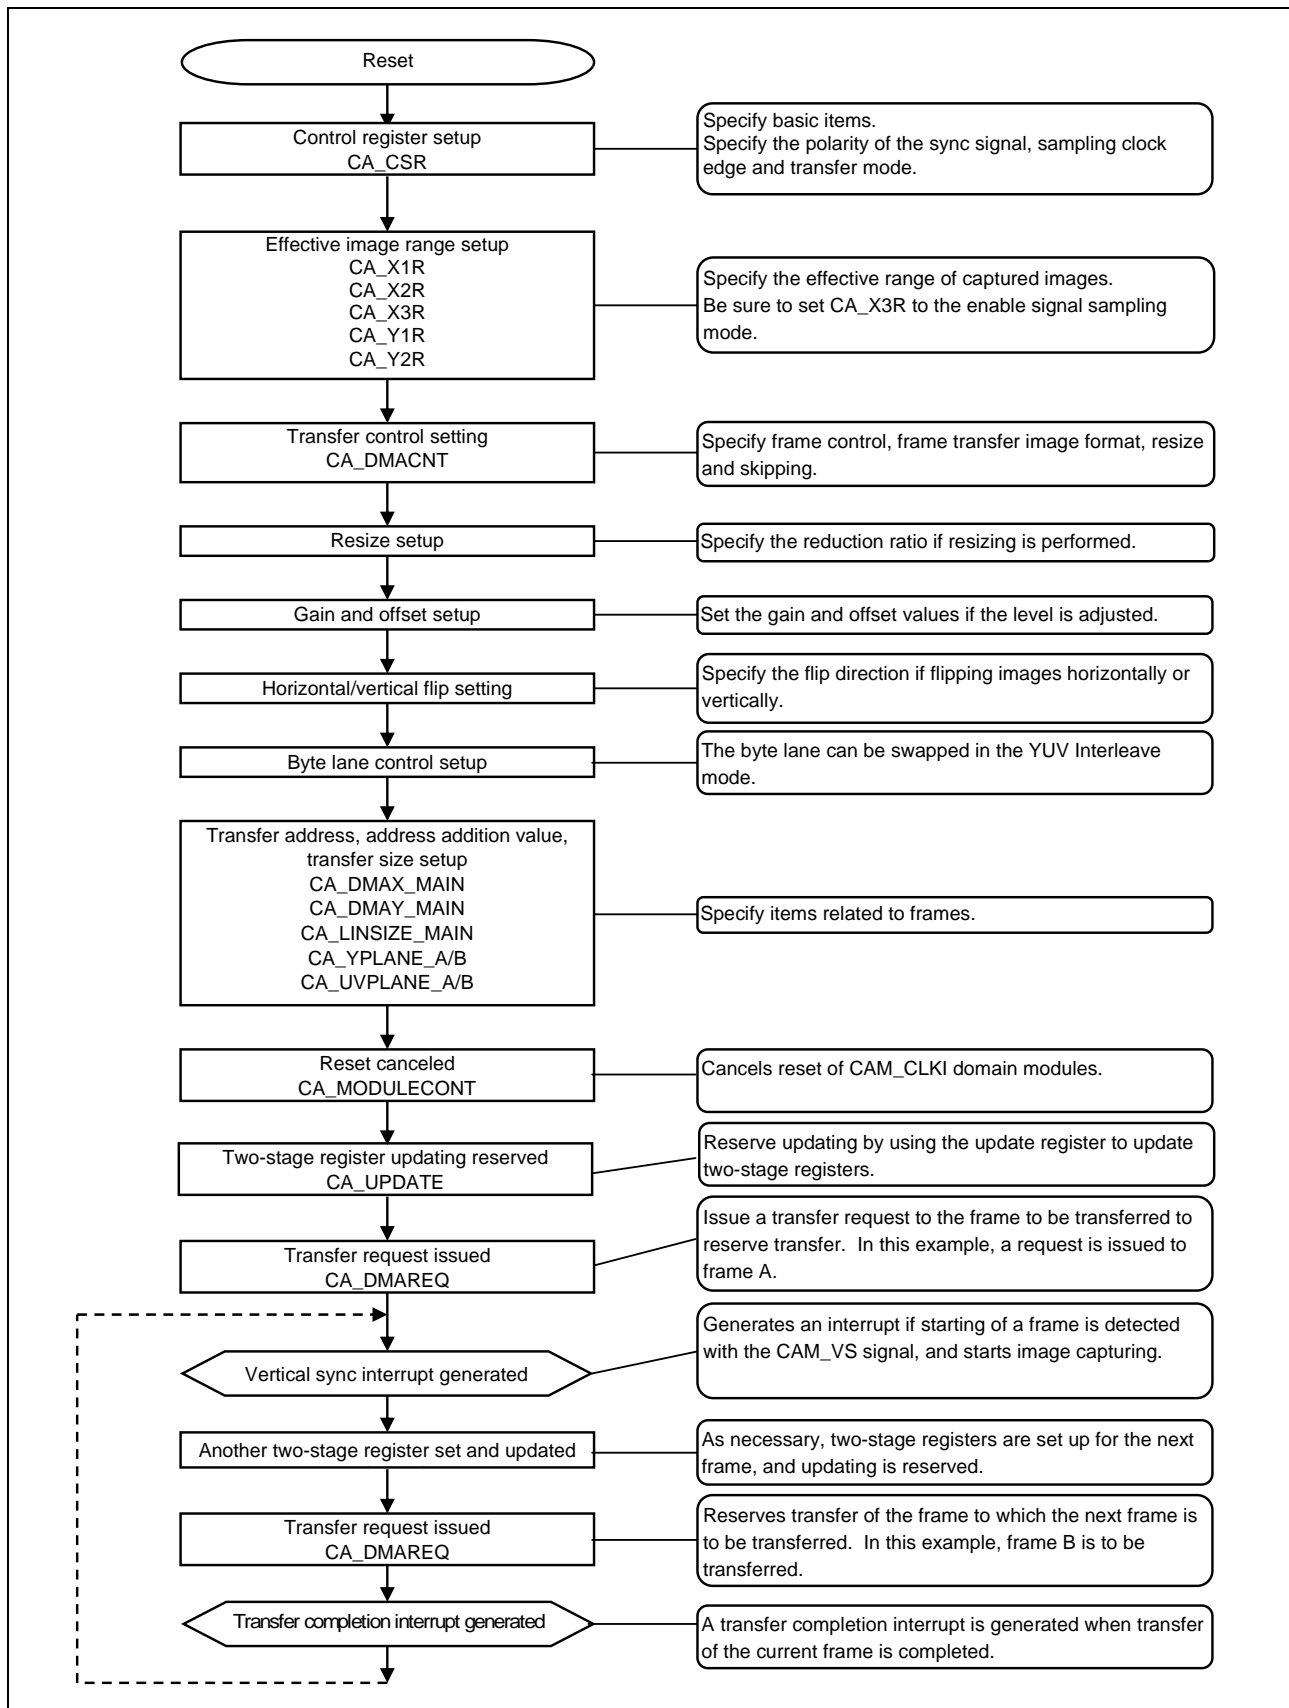 Reset
Control register setup
CA_CSR
Specify basic items.
Specify the polarity of the sync signal, sampling clock
edge and transfer mode.
Effective image range setup
CA_X1R
CA_X2R
CA_X3R
CA_Y1R
CA_Y2R
Specify the effective range of captured images.
Be sure to set CA_X3R to the enable signal sampling
mode.
Transfer control setting
CA_DMACNT
Specify frame control, frame transfer image format, resize
and skipping.
Resize setup
Specify the reduction ratio if resizing is performed.
Gain and offset setup
Set the gain and offset values if the level is adjusted.
Horizontal/vertical flip setting
Specify the flip direction if flipping images horizontally or
vertically.
Byte lane control setup
The byte lane can be swapped in the YUV Interleave
mode.
Transfer address, address addition value,
transfer size setup
CA_DMAX_MAIN
CA_DMAY_MAIN
CA_LINSIZE_MAIN
CA_YPLANE_A/B
CA_UVPLANE_A/B
Specify items related to frames.
Reset canceled
CA_MODULECONT
Cancels reset of CAM_CLKI domain modules.
Two-stage register updating reserved
CA_UPDATE
Reserve updating by using the update register to update
two-stage registers.
Transfer request issued
CA_DMAREQ
Issue a transfer request to the frame to be transferred to
reserve transfer. In this example, a request is issued to
frame A.
Vertical sync interrupt generated
Generates an interrupt if starting of a frame is detected
with the CAM_VS signal, and starts image capturing.
Another two-stage register set and updated
As necessary, two-stage registers are set up for the next
frame, and updating is reserved.
Transfer request issued
CA_DMAREQ
Reserves transfer of the frame to which the next frame is
to be transferred. In this example, frame B is to be
transferred.
Transfer completion interrupt generated
A transfer completion interrupt is generated when transfer
of the current frame is completed.